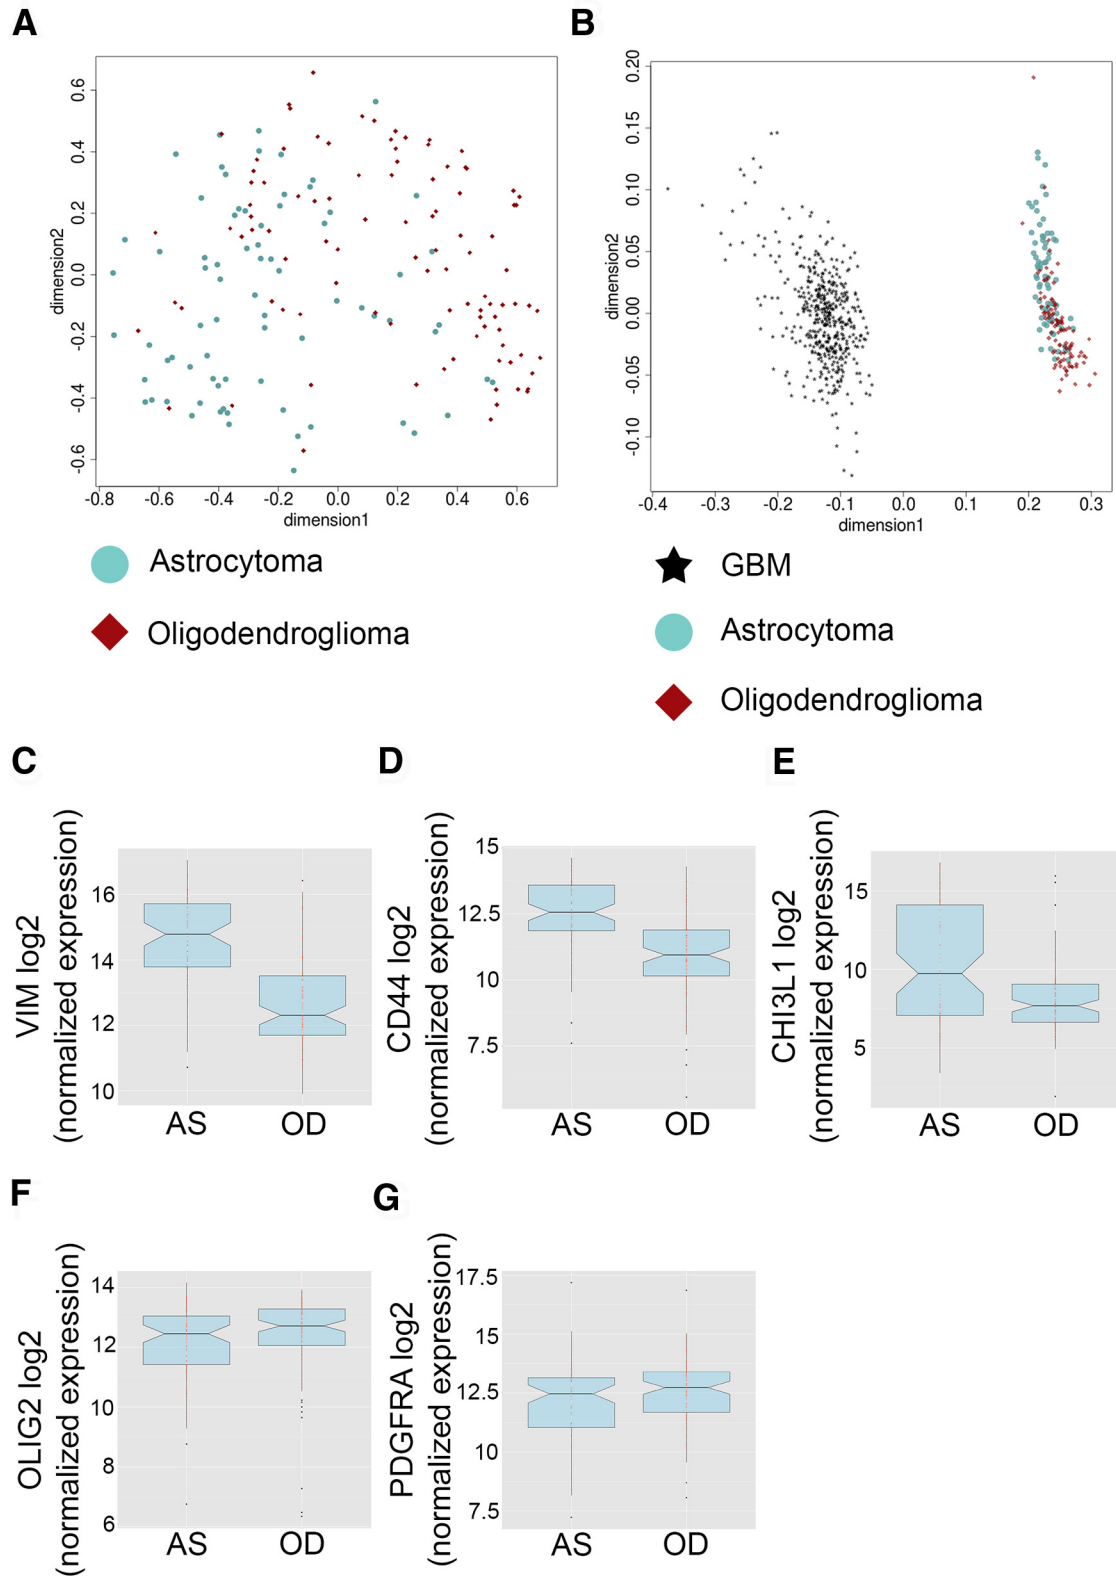 A
B
dimension2
0.6
0.4
0.2
0.0
-0.2
-0.4
-0.6
-0.8 -0.6 -0.4 -0.2 0.0 0.2 0.4 0.6
dimension1
dimension2
0.20
0.15
0.10
0.05
0.00
-0.05
-0.10
-0.4 -0.3 -0.2 -0.1 0.0 0.1 0.2 0.3
dimension1
Astrocytoma
Oligodendroglioma
GBM
Astrocytoma
Oligodendroglioma
C
VIM log2
(normalized expression)
16
14
12
10
AS OD
D
CD44 log2
(normalized expression)
15
12.5
10
7.5
AS OD
E
CHI3L1 log2
(normalized expression)
15
10
5
AS OD
F
OLIG2 log2
(normalized expression)
14
12
10
8
6
AS OD
G
PDGFRA log2
(normalized expression)
17.5
15
12.5
10
7.5
AS OD